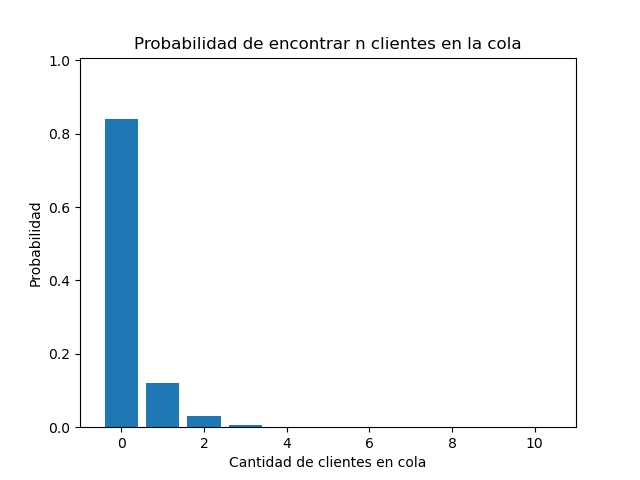 Probabilidad de encontrar n clientes en la cola
1.0
0.8
0.6
0.4
0.2
0.0
Probabilidad
0 2 4 6 8 10
Cantidad de clientes en cola